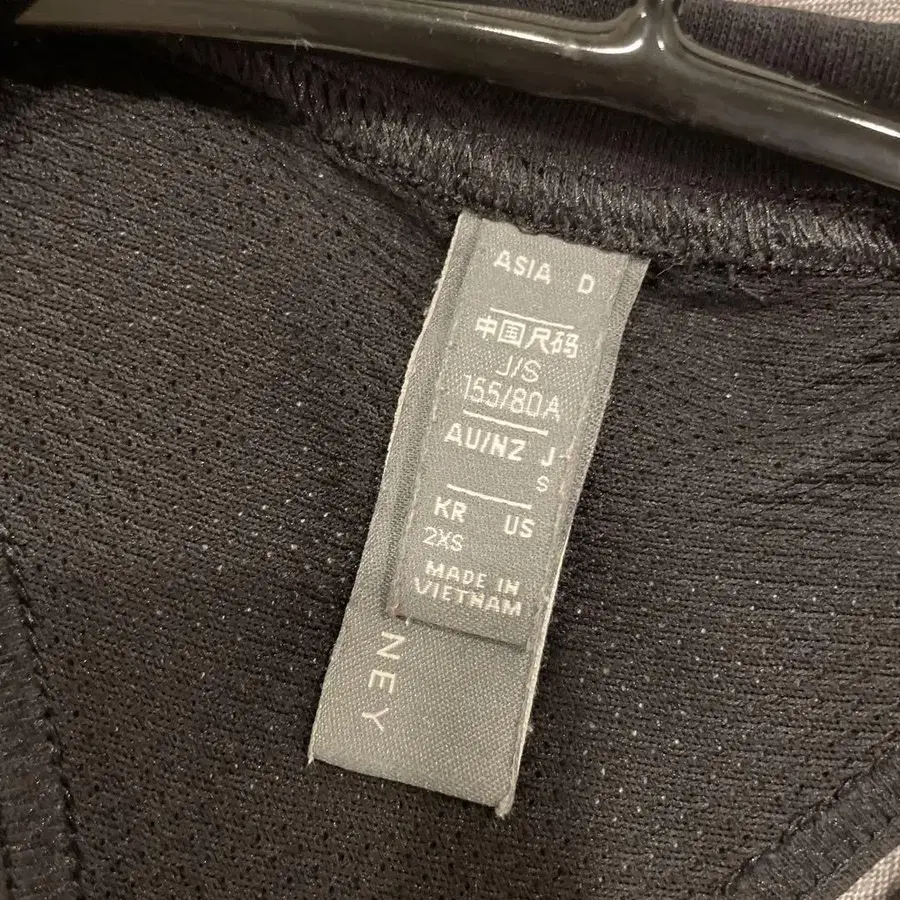 ASIA D
中国尺码
J/S
155/80A
AU/NZ J
S
KR US
2XS
MADE IN
VIETNAM
NEY